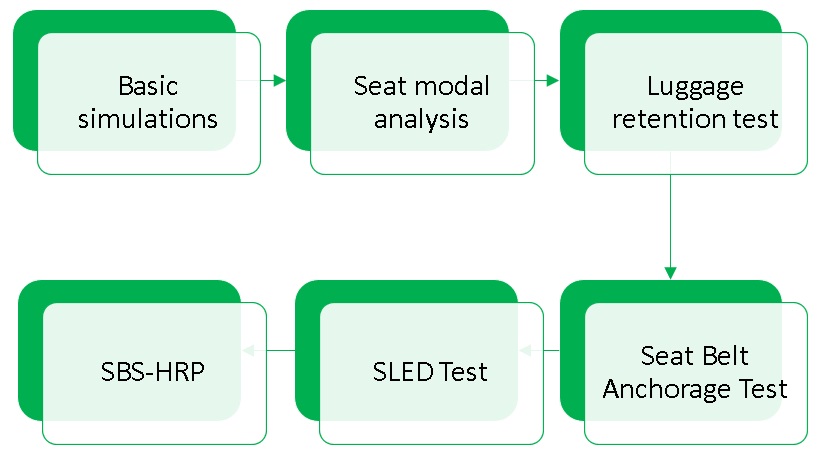 Basic
simulations
Seat modal
analysis
Luggage
retention test
Seat Belt
Anchorage Test
SLED Test
SBS-HRP